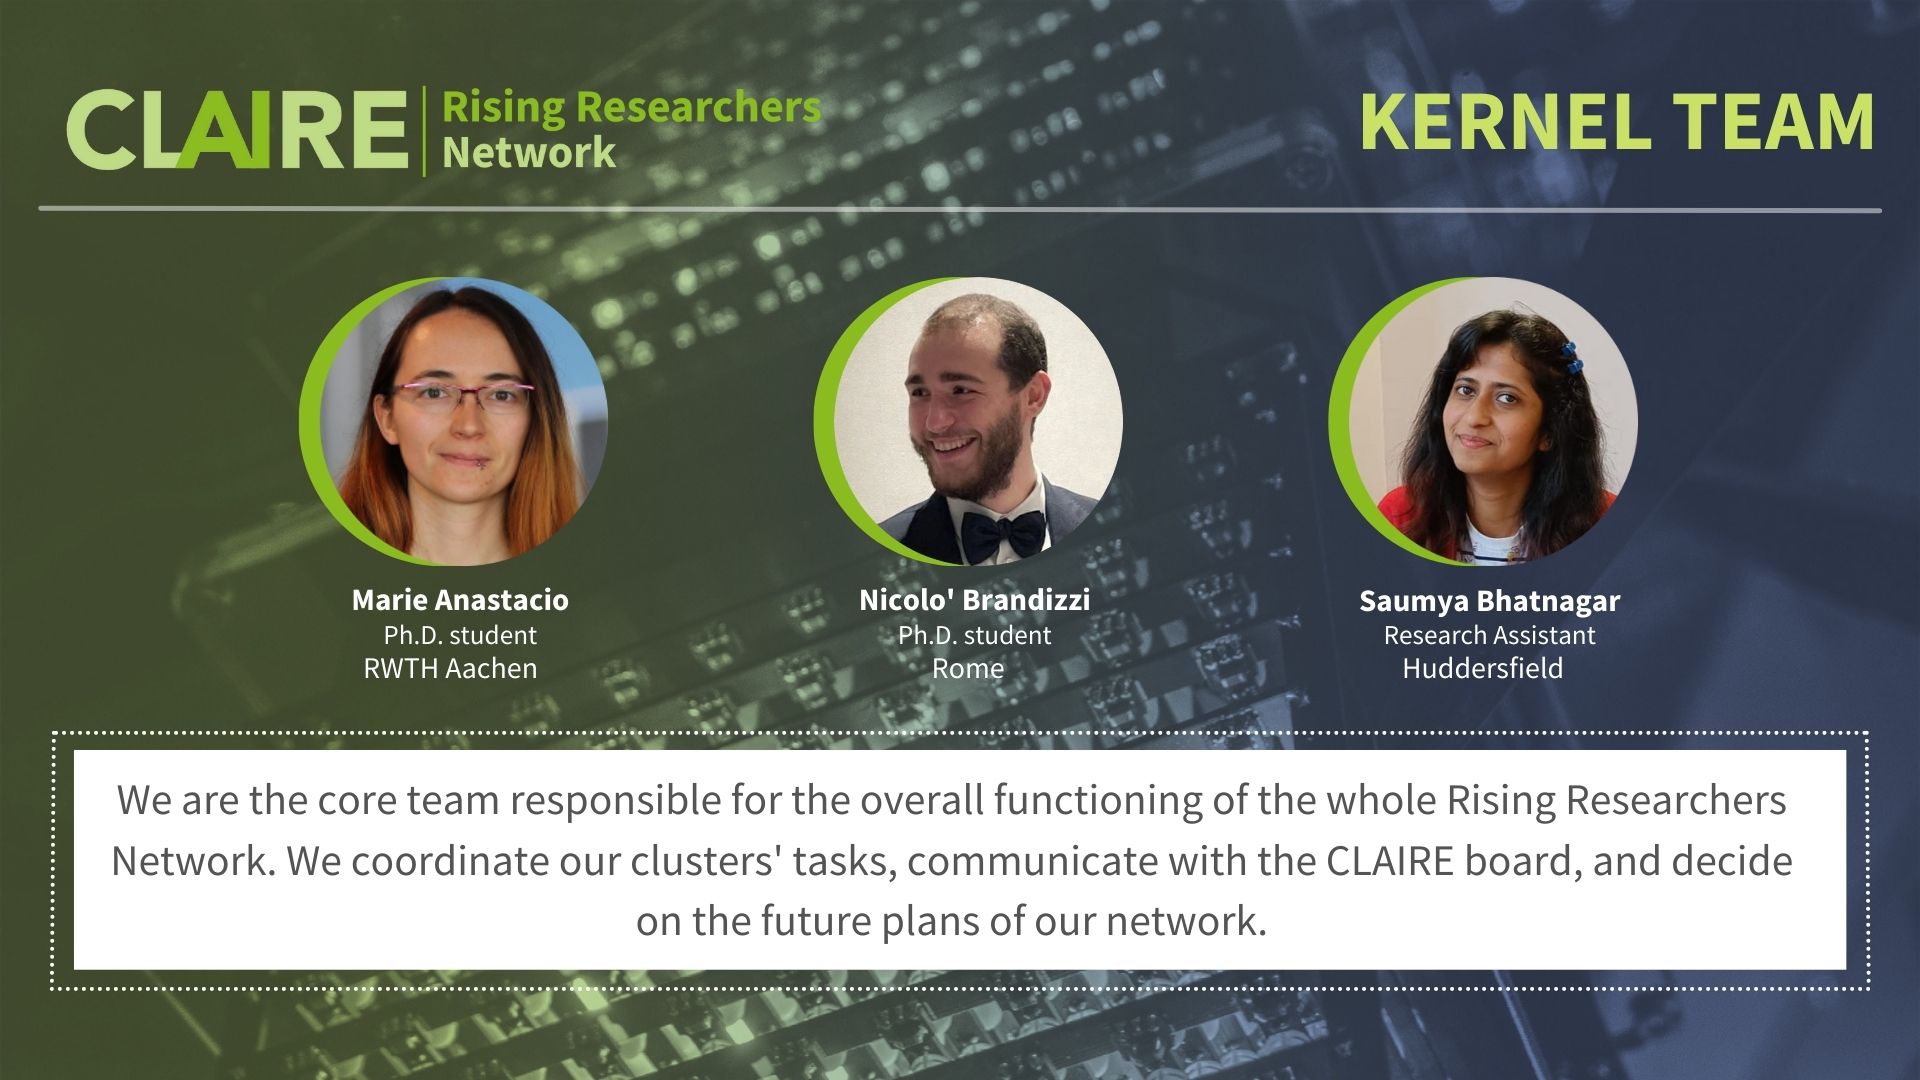 CLAIRE
Rising Researchers
Network
KERNEL TEAM
Marie Anastacio
Ph.D. student
RWTH Aachen
Nicolo' Brandizzi
Ph.D. student
Rome
Saumya Bhatnagar
Research Assistant
Huddersfield
We are the core team responsible for the overall functioning of the whole Rising Researchers
Network. We coordinate our clusters' tasks, communicate with the CLAIRE board, and decide
on the future plans of our network.